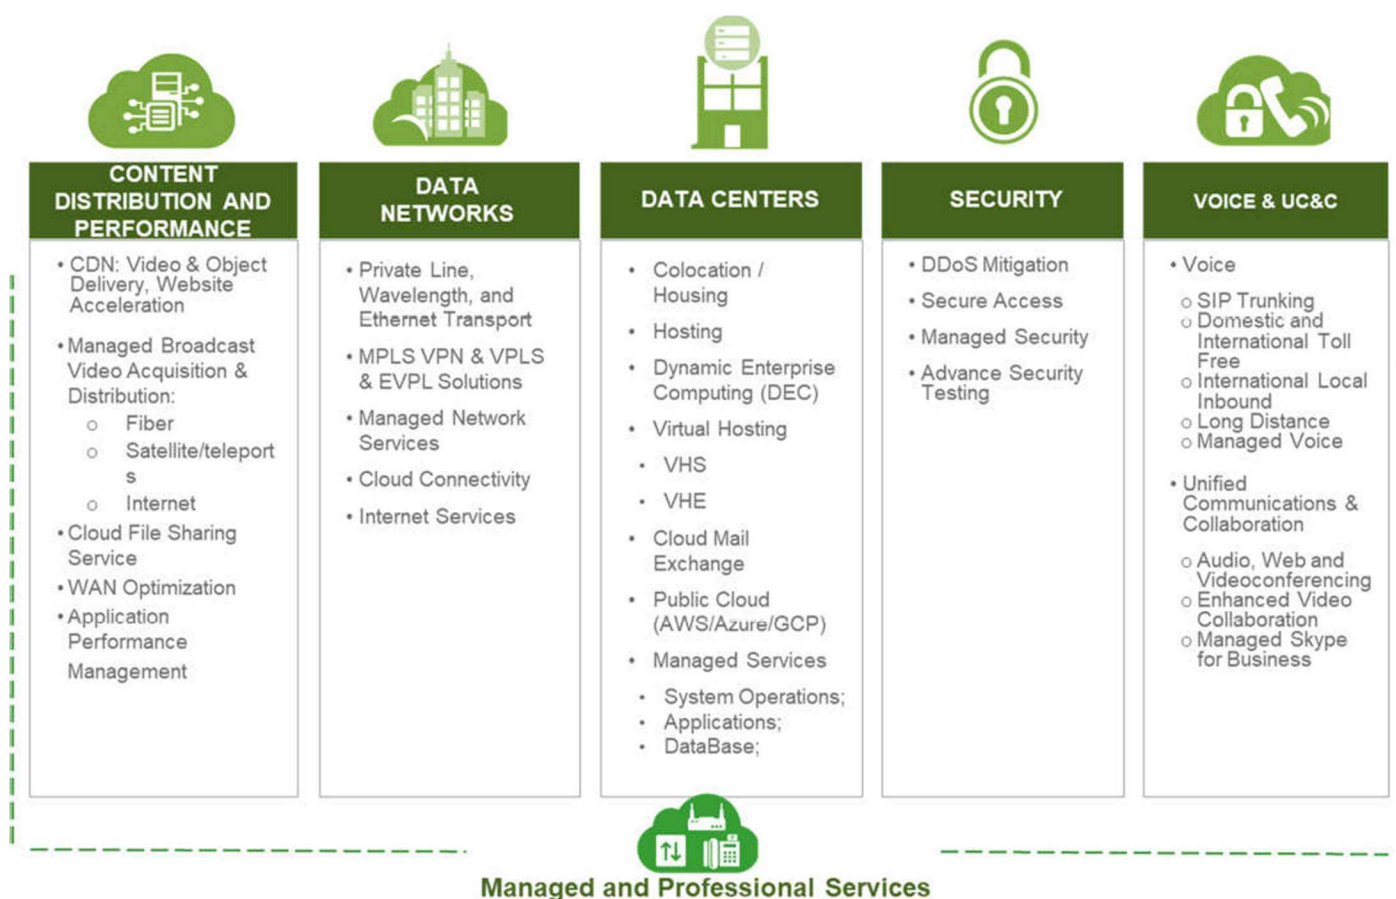 CONTENT
DISTRIBUTION AND
PERFORMANCE
• CDN: Video & Object
Delivery, Website
Acceleration
• Managed Broadcast
Video Acquisition &
Distribution:
o Fiber
o Satellite/teleport
s
o Internet
• Cloud File Sharing
Service
• WAN Optimization
• Application
Performance
Management
DATA
NETWORKS
• Private Line,
Wavelength, and
Ethernet Transport
• MPLS VPN & VPLS
& EVPL Solutions
• Managed Network
Services
• Cloud Connectivity
• Internet Services
DATA CENTERS
• Colocation /
Housing
• Hosting
• Dynamic Enterprise
Computing (DEC)
• Virtual Hosting
• VHS
• VHE
• Cloud Mail
Exchange
• Public Cloud
(AWS/Azure/GCP)
• Managed Services
• System Operations;
• Applications;
• DataBase;
SECURITY
• DDoS Mitigation
• Secure Access
• Managed Security
• Advance Security
Testing
VOICE & UC&C
• Voice
o SIP Trunking
o Domestic and
International Toll
Free
o International Local
Inbound
o Long Distance
o Managed Voice
• Unified
Communications &
Collaboration
o Audio, Web and
Videoconferencing
o Enhanced Video
Collaboration
o Managed Skype
for Business
Managed and Professional Services